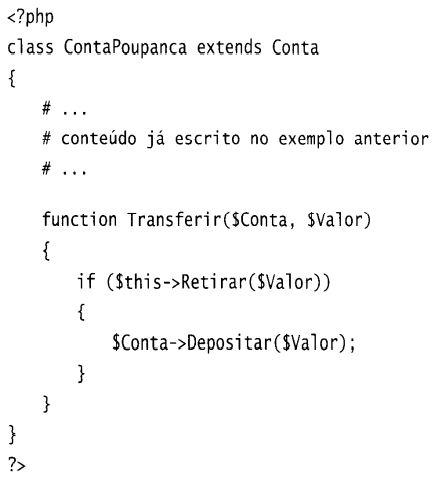 <?php
class ContaPoupanca extends Conta
{
    # ...
    # conteúdo já escrito no exemplo anterior
    # ...

    function Transferir($Conta, $Valor)
    {
        if ($this->Retirar($Valor))
        {
            $Conta->Depositar($Valor);
        }
    }
}
?>